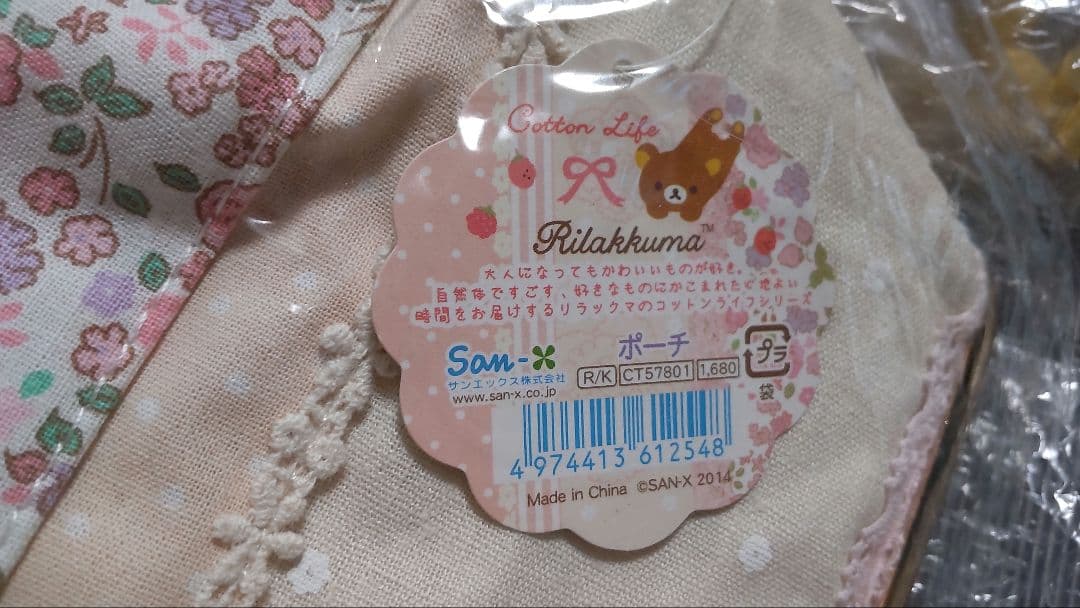 Cotton Life
Rilakkuma™
大人になってもかわいいものが好き。
自然体ですごす、好きなものにかこまれた心地よい
時間をお届けするリラックマのコットンライフシリーズ
San-X
サンエックス株式会社
www.san-x.co.jp
ポーチ
R/K CT57801 1,680
プラ
袋
4 974413 612548
Made in China ©SAN-X 2014